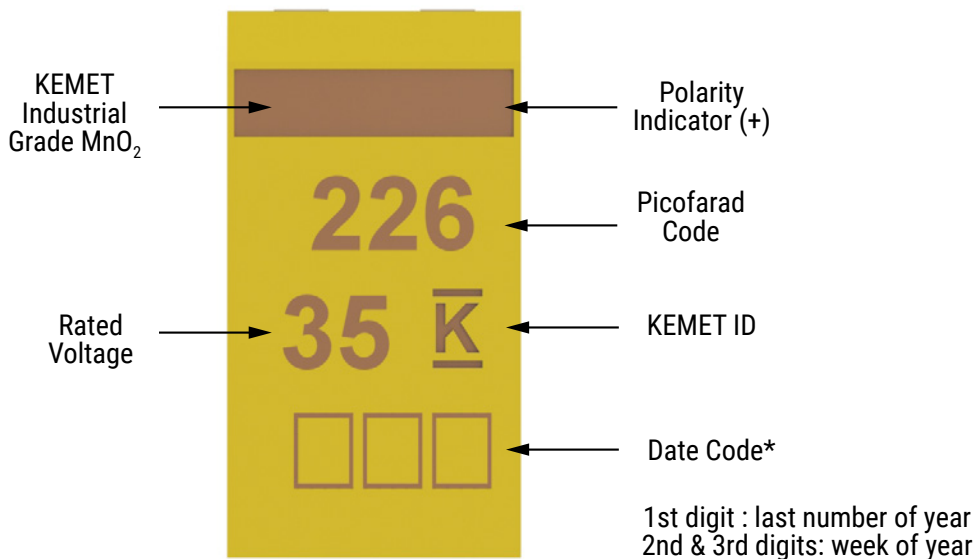 KEMET
Industrial
Grade MnO₂
Polarity
Indicator (+)
226
Picofarad
Code
Rated
Voltage
35 K
KEMET ID
Date Code*
1st digit : last number of year
2nd & 3rd digits: week of year